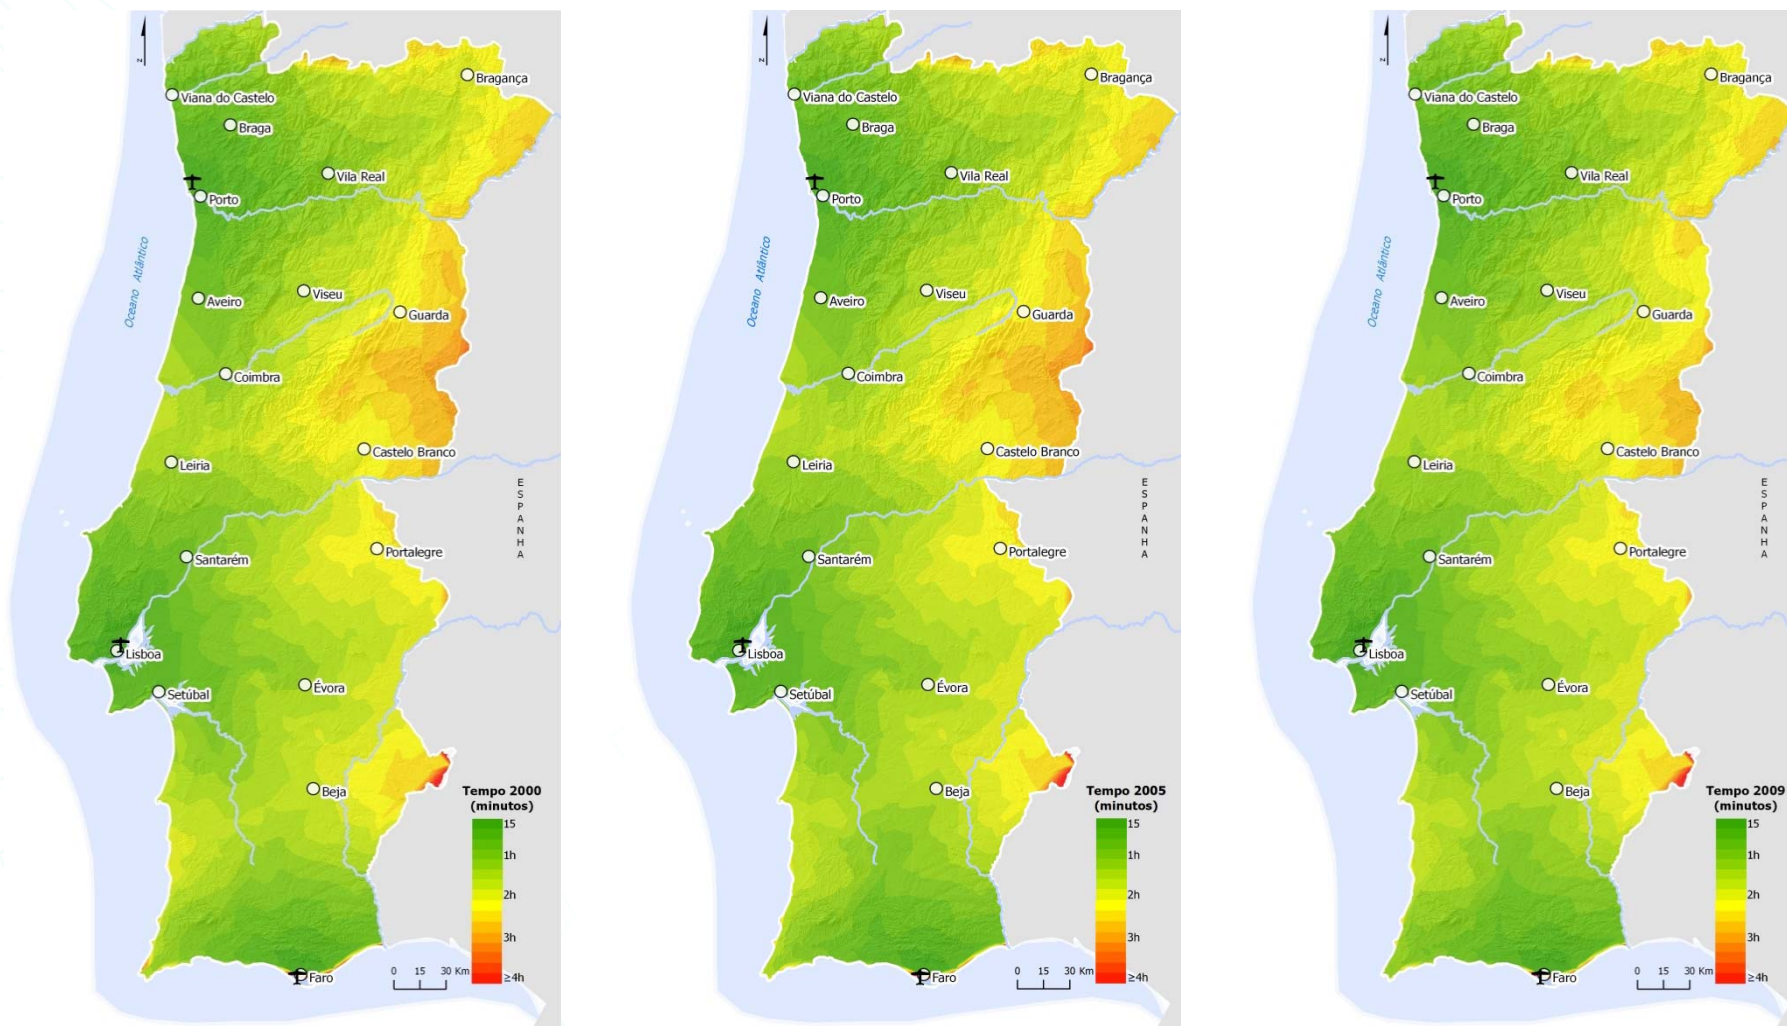 N
Bragança
Viana do Castelo
Braga
Vila Real
Porto
Oceano Atlântico
Aveiro
Viseu
Guarda
Coimbra
Castelo Branco
Leiria
ESPANHA
Portalegre
Santarém
Lisboa
Setúbal
Évora
Beja
Tempo 2000
(minutos)
15
1h
2h
3h
≥4h
0 15 30 Km
Faro
N
Bragança
Viana do Castelo
Braga
Vila Real
Porto
Oceano Atlântico
Aveiro
Viseu
Guarda
Coimbra
Castelo Branco
Leiria
ESPANHA
Portalegre
Santarém
Lisboa
Setúbal
Évora
Beja
Tempo 2005
(minutos)
15
1h
2h
3h
≥4h
0 15 30 Km
Faro
N
Bragança
Viana do Castelo
Braga
Vila Real
Porto
Oceano Atlântico
Aveiro
Viseu
Guarda
Coimbra
Castelo Branco
Leiria
ESPANHA
Portalegre
Santarém
Lisboa
Setúbal
Évora
Beja
Tempo 2009
(minutos)
15
1h
2h
3h
≥4h
0 15 30 Km
Faro